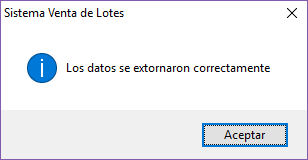 Sistema Venta de Lotes
Los datos se extornaron correctamente
Aceptar